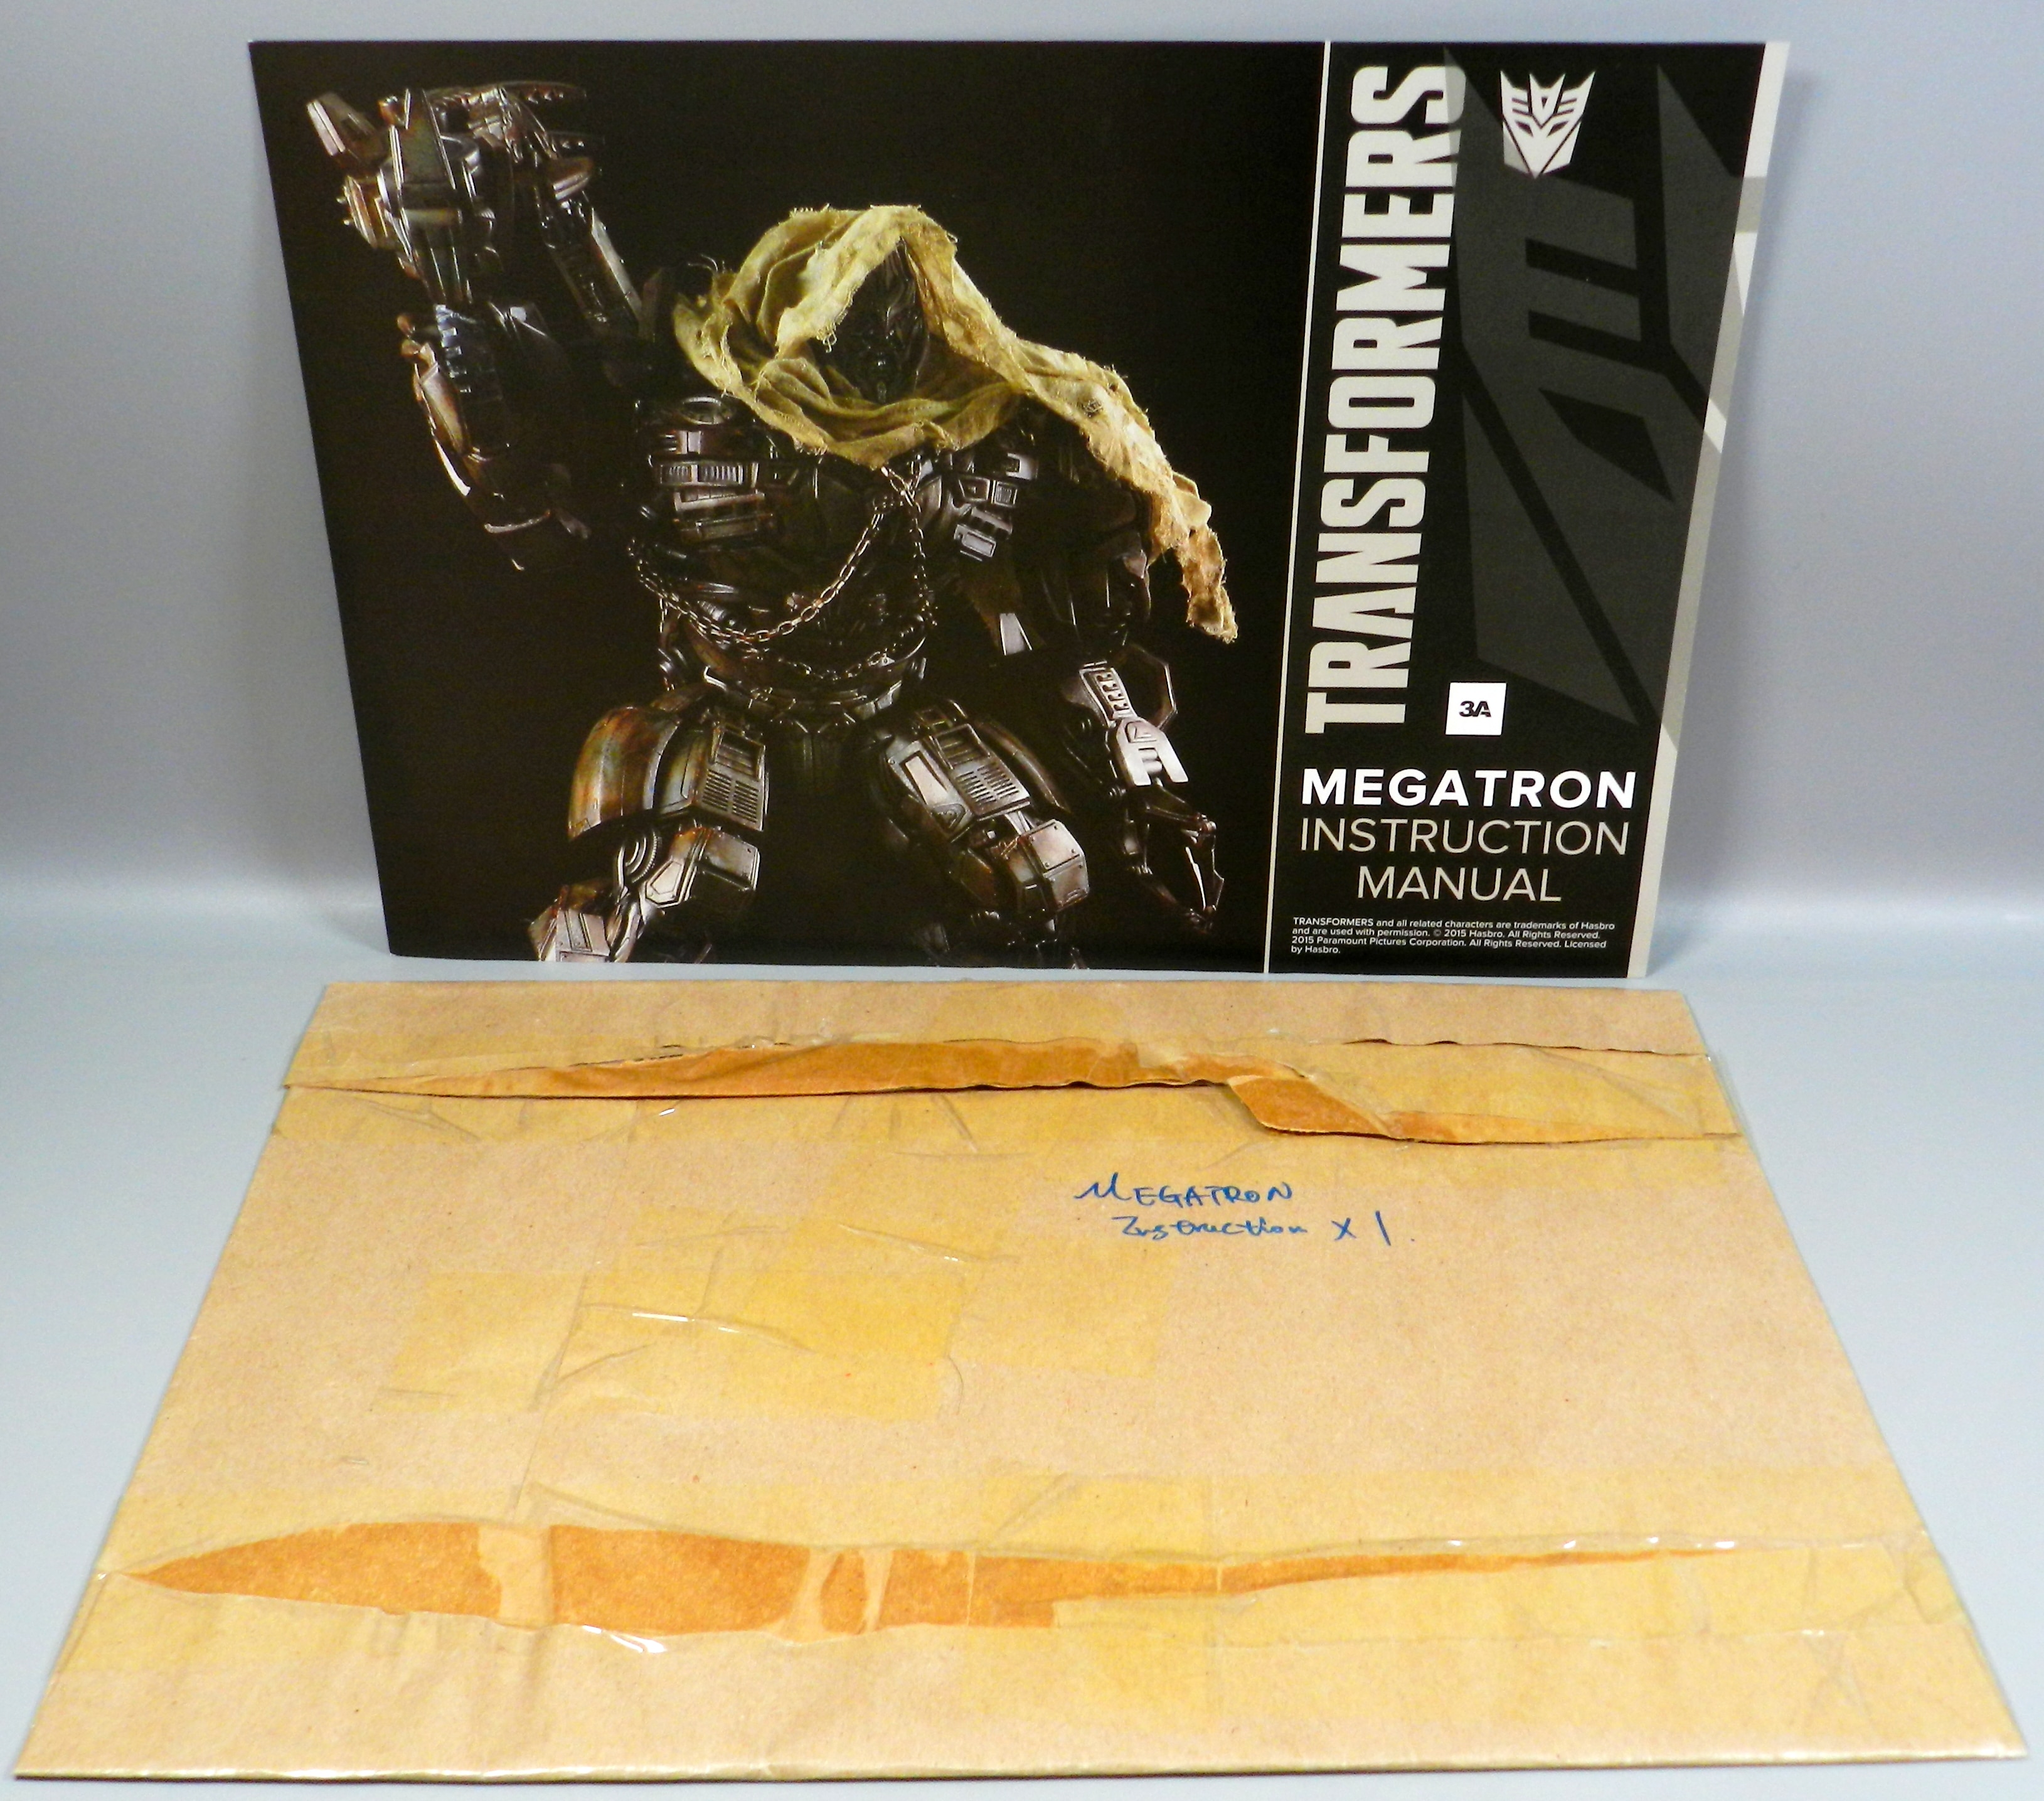 TRANSFORMERS
3A
MEGATRON
INSTRUCTION
MANUAL
TRANSFORMERS and all related characters are trademarks of Hasbro
and are used with permission. © 2015 Hasbro. All Rights Reserved.
2015 Paramount Pictures Corporation. All Rights Reserved. Licensed
by Hasbro.
MEGATRON
Instruction x 1.